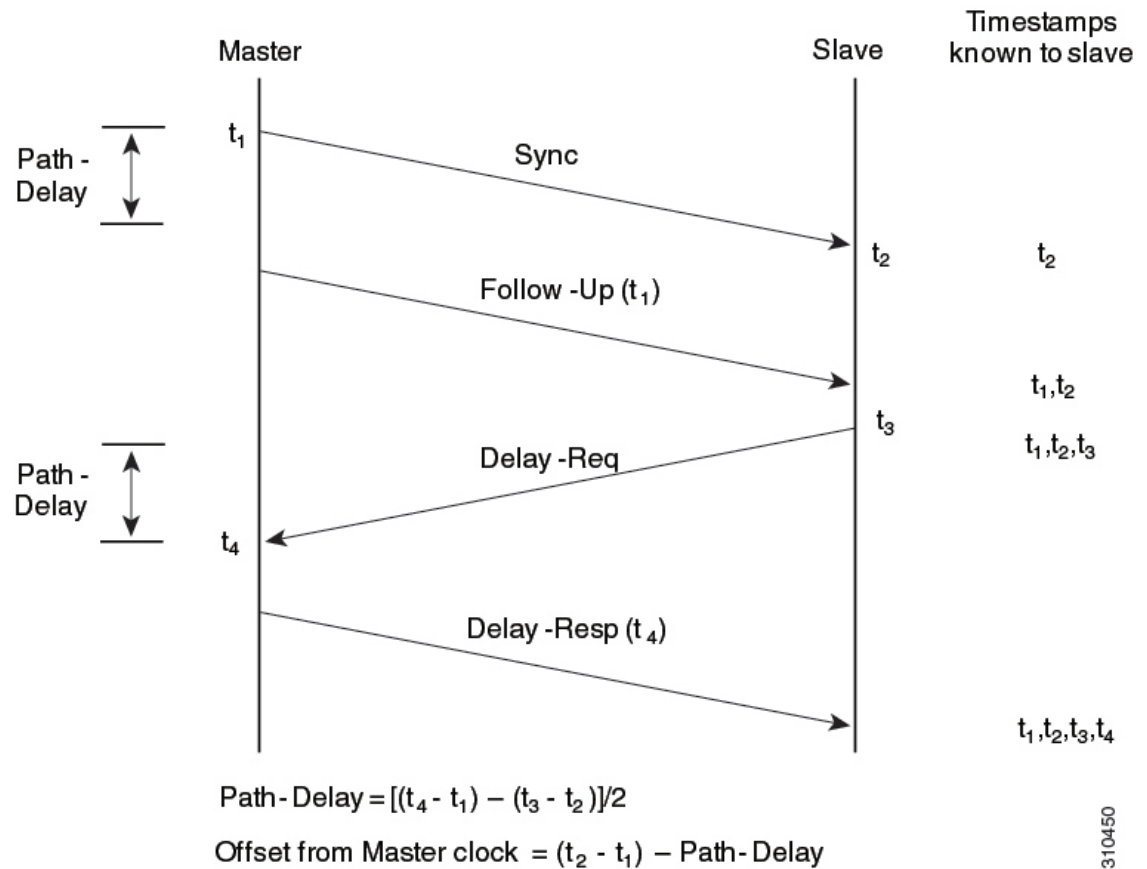 Timestamps
known to slave
Master
Slave
Path -
Delay
t₁
Sync
t₂
t₂
Follow -Up (t₁)
t₁,t₂
t₃
t₁,t₂,t₃
Path -
Delay
Delay -Req
t₄
Delay -Resp (t₄)
t₁,t₂,t₃,t₄
Path- Delay = [(t₄ - t₁) – (t₃ - t₂)]/2
Offset from Master clock = (t₂ - t₁) – Path- Delay
310450